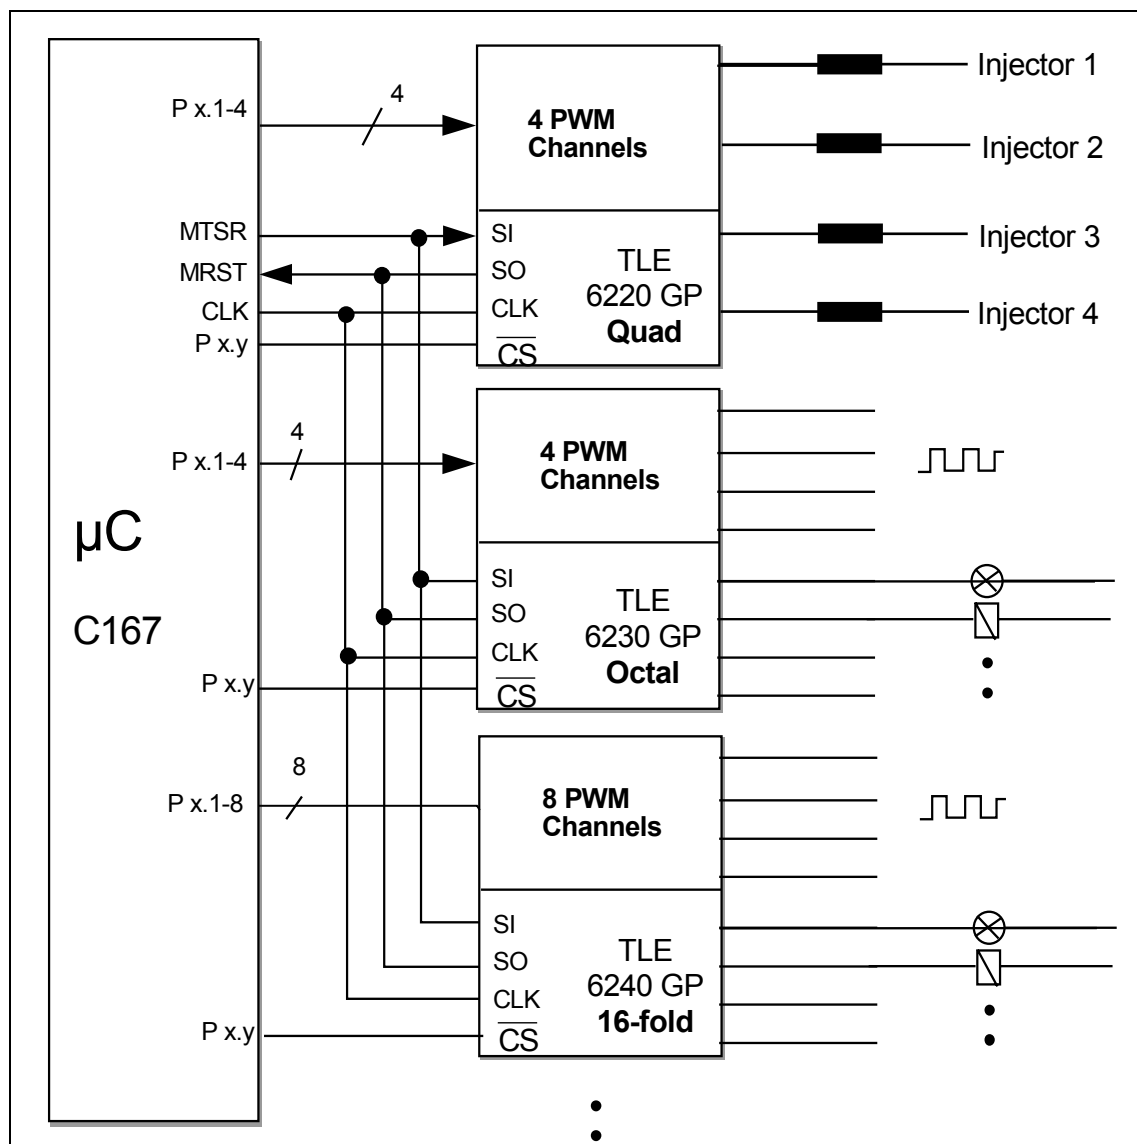 P x.1-4
4
4 PWM
Channels
Injector 1
Injector 2
Injector 3
Injector 4
MTSR
MRST
CLK
P x.y
SI
SO
CLK
CS
TLE
6220 GP
Quad
P x.1-4
4
4 PWM
Channels
µC
C167
SI
SO
CLK
CS
TLE
6230 GP
Octal
P x.y
P x.1-8
8
8 PWM
Channels
SI
SO
CLK
CS
TLE
6240 GP
16-fold
P x.y